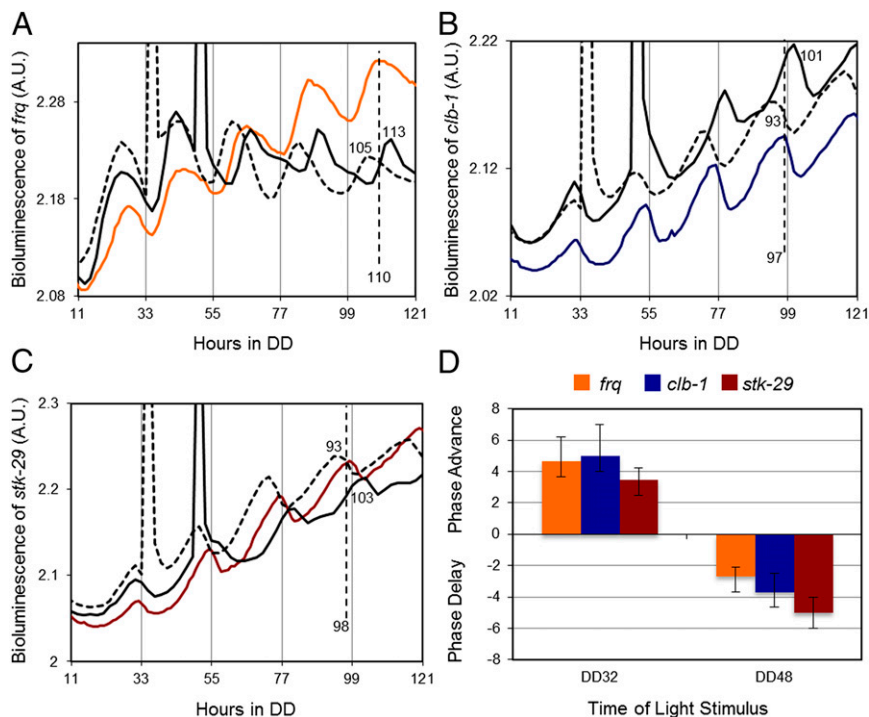 A
Bioluminescence of frq (A.U.)
2.28
2.18
2.08
105
113
110
11 33 55 77 99 121
Hours in DD
B
Bioluminescence of clb-1 (A.U.)
2.22
2.12
2.02
101
93
97
11 33 55 77 99 121
Hours in DD
C
Bioluminescence of stk-29 (A.U.)
2.3
2.2
2.1
2
93
103
98
11 33 55 77 99 121
Hours in DD
D
frq clb-1 stk-29
Phase Advance
Phase Delay
8
6
4
2
0
-2
-4
-6
-8
DD32 DD48
Time of Light Stimulus